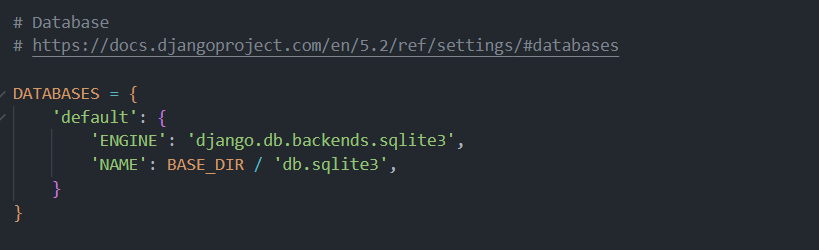 # Database
# https://docs.djangoproject.com/en/5.2/ref/settings/#databases
DATABASES = {
    'default': {
        'ENGINE': 'django.db.backends.sqlite3',
        'NAME': BASE_DIR / 'db.sqlite3',
    }
}